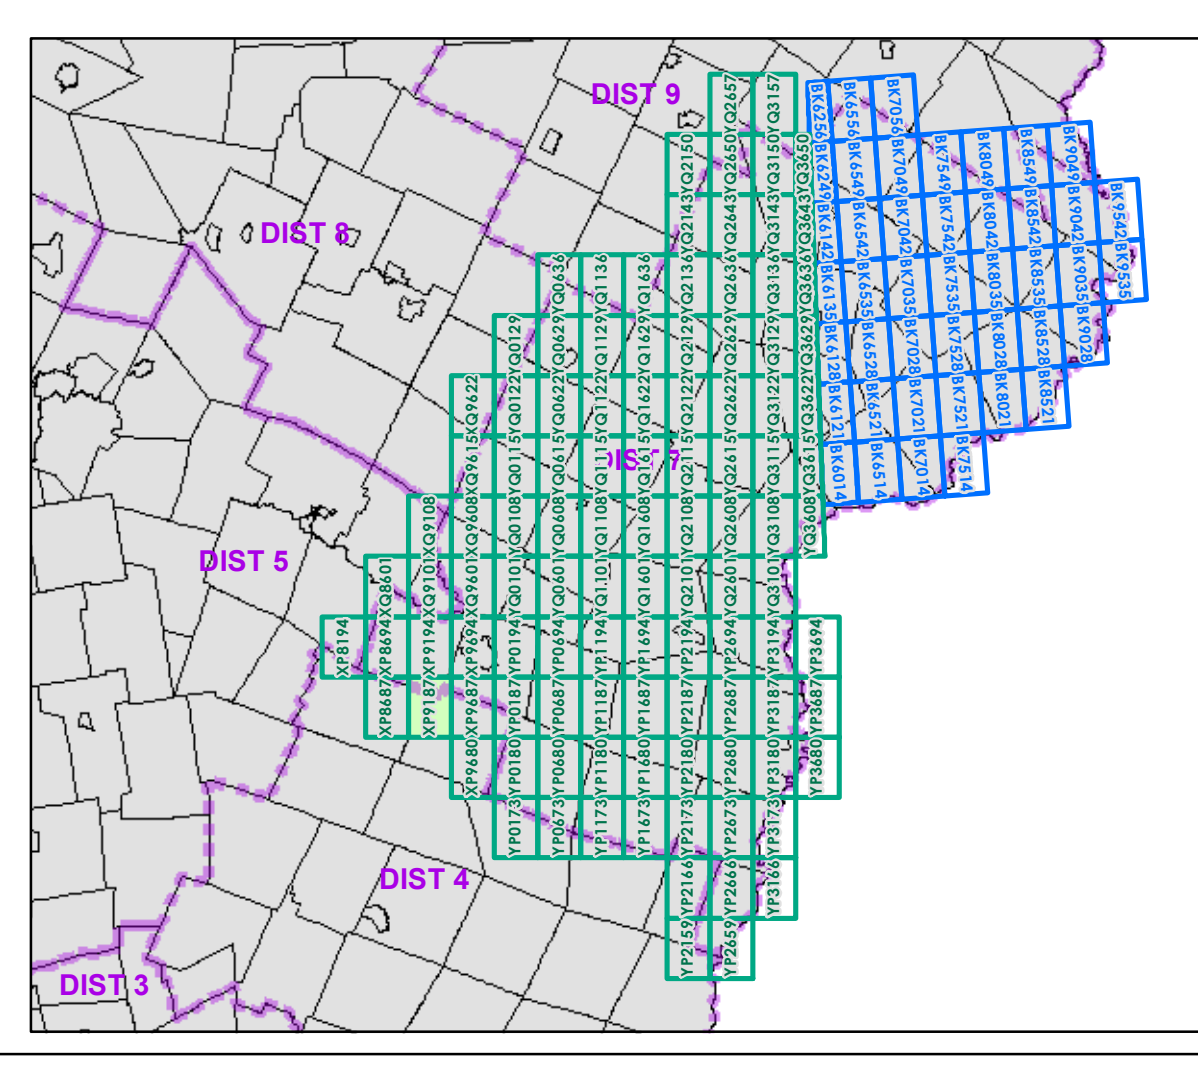 DIST 9
DIST 8
DIST 7
DIST 5
DIST 4
DIST 3
YQ2657 YQ3157
YQ2150 YQ2650 YQ3150 YQ3650
YQ2143 YQ2643 YQ3143 YQ3643
YQ0636 YQ1136 YQ1636 YQ2136 YQ2636 YQ3136 YQ3636
YQ0129 YQ0629 YQ1129 YQ1629 YQ2129 YQ2629 YQ3129 YQ3629
XQ9622 YQ0122 YQ0622 YQ1122 YQ1622 YQ2122 YQ2622 YQ3122 YQ3622
XQ9615 YQ0115 YQ0615 YQ1115 YQ1615 YQ2115 YQ2615 YQ3115 YQ3615
XQ9108 XQ9608 YQ0108 YQ0608 YQ1108 YQ1608 YQ2108 YQ2608 YQ3108 YQ3608
XQ8601 XQ9101 XQ9601 YQ0101 YQ0601 YQ1101 YQ1601 YQ2101 YQ2601 YQ3101
XP8194 XP8694 XP9194 XP9694 YP0194 YP0694 YP1194 YP1694 YP2194 YP2694 YP3194 YP3694
XP8687 XP9187 XP9687 YP0187 YP0687 YP1187 YP1687 YP2187 YP2687 YP3187 YP3687
XP9680 YP0180 YP0680 YP1180 YP1680 YP2180 YP2680 YP3180 YP3680
YP0173 YP0673 YP1173 YP1673 YP2173 YP2673 YP3173
YP2166 YP2666 YP3166
YP2159 YP2659
BK6256 BK6556 BK7056
BK6249 BK6549 BK7049 BK7549 BK8049 BK8549 BK9049
BK6142 BK6542 BK7042 BK7542 BK8042 BK8542 BK9042 BK9542
BK6135 BK6535 BK7035 BK7535 BK8035 BK8535 BK9035 BK9535
BK6128 BK6528 BK7028 BK7528 BK8028 BK8528 BK9028
BK6121 BK6521 BK7021 BK7521 BK8021 BK8521
BK6014 BK6514 BK7014 BK7514